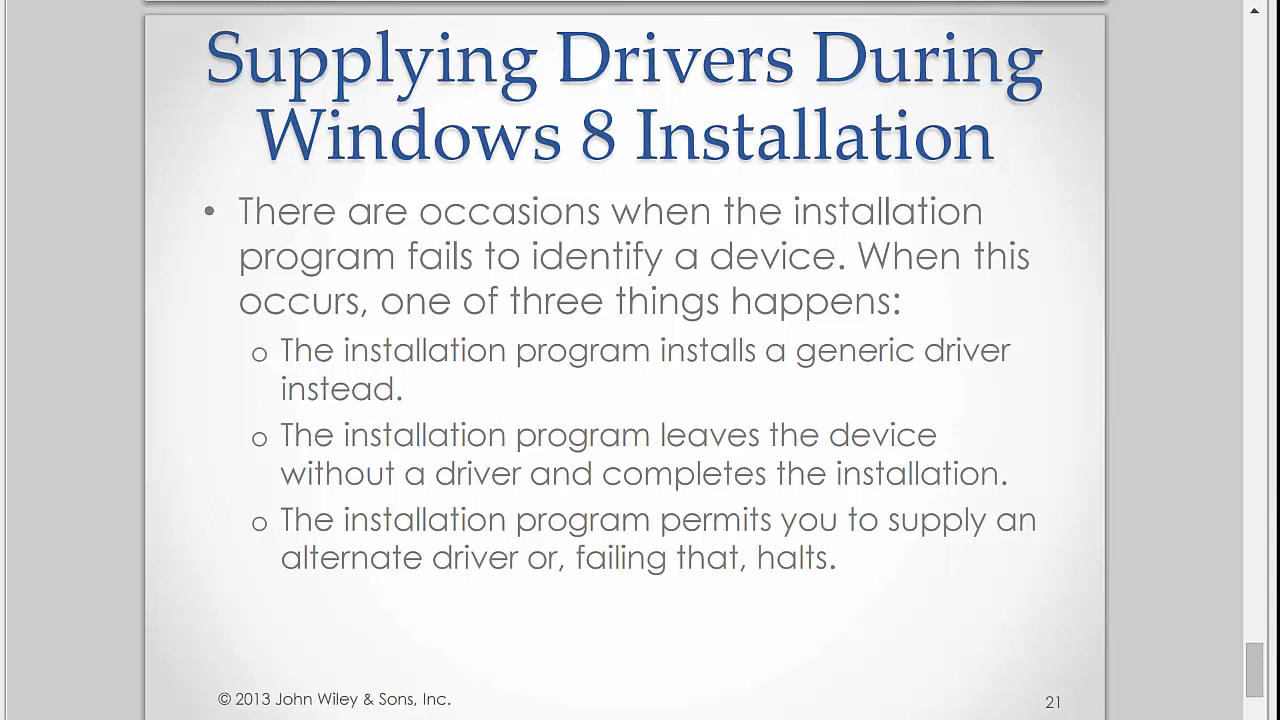 Supplying Drivers During
Windows 8 Installation
• There are occasions when the installation
program fails to identify a device. When this
occurs, one of three things happens:
o The installation program installs a generic driver
instead.
o The installation program leaves the device
without a driver and completes the installation.
o The installation program permits you to supply an
alternate driver or, failing that, halts.
© 2013 John Wiley & Sons, Inc.
21